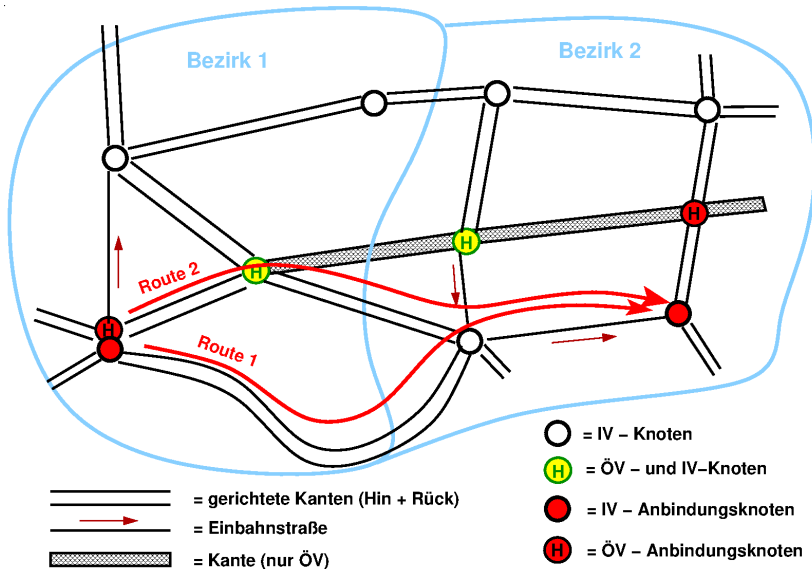 Bezirk 1
Bezirk 2
H
H
H
Route 2
H
Route 1
= IV – Knoten
H = ÖV – und IV–Knoten
= gerichtete Kanten (Hin + Rück)
= IV – Anbindungsknoten
= Einbahnstraße
H = ÖV – Anbindungsknoten
= Kante (nur ÖV)